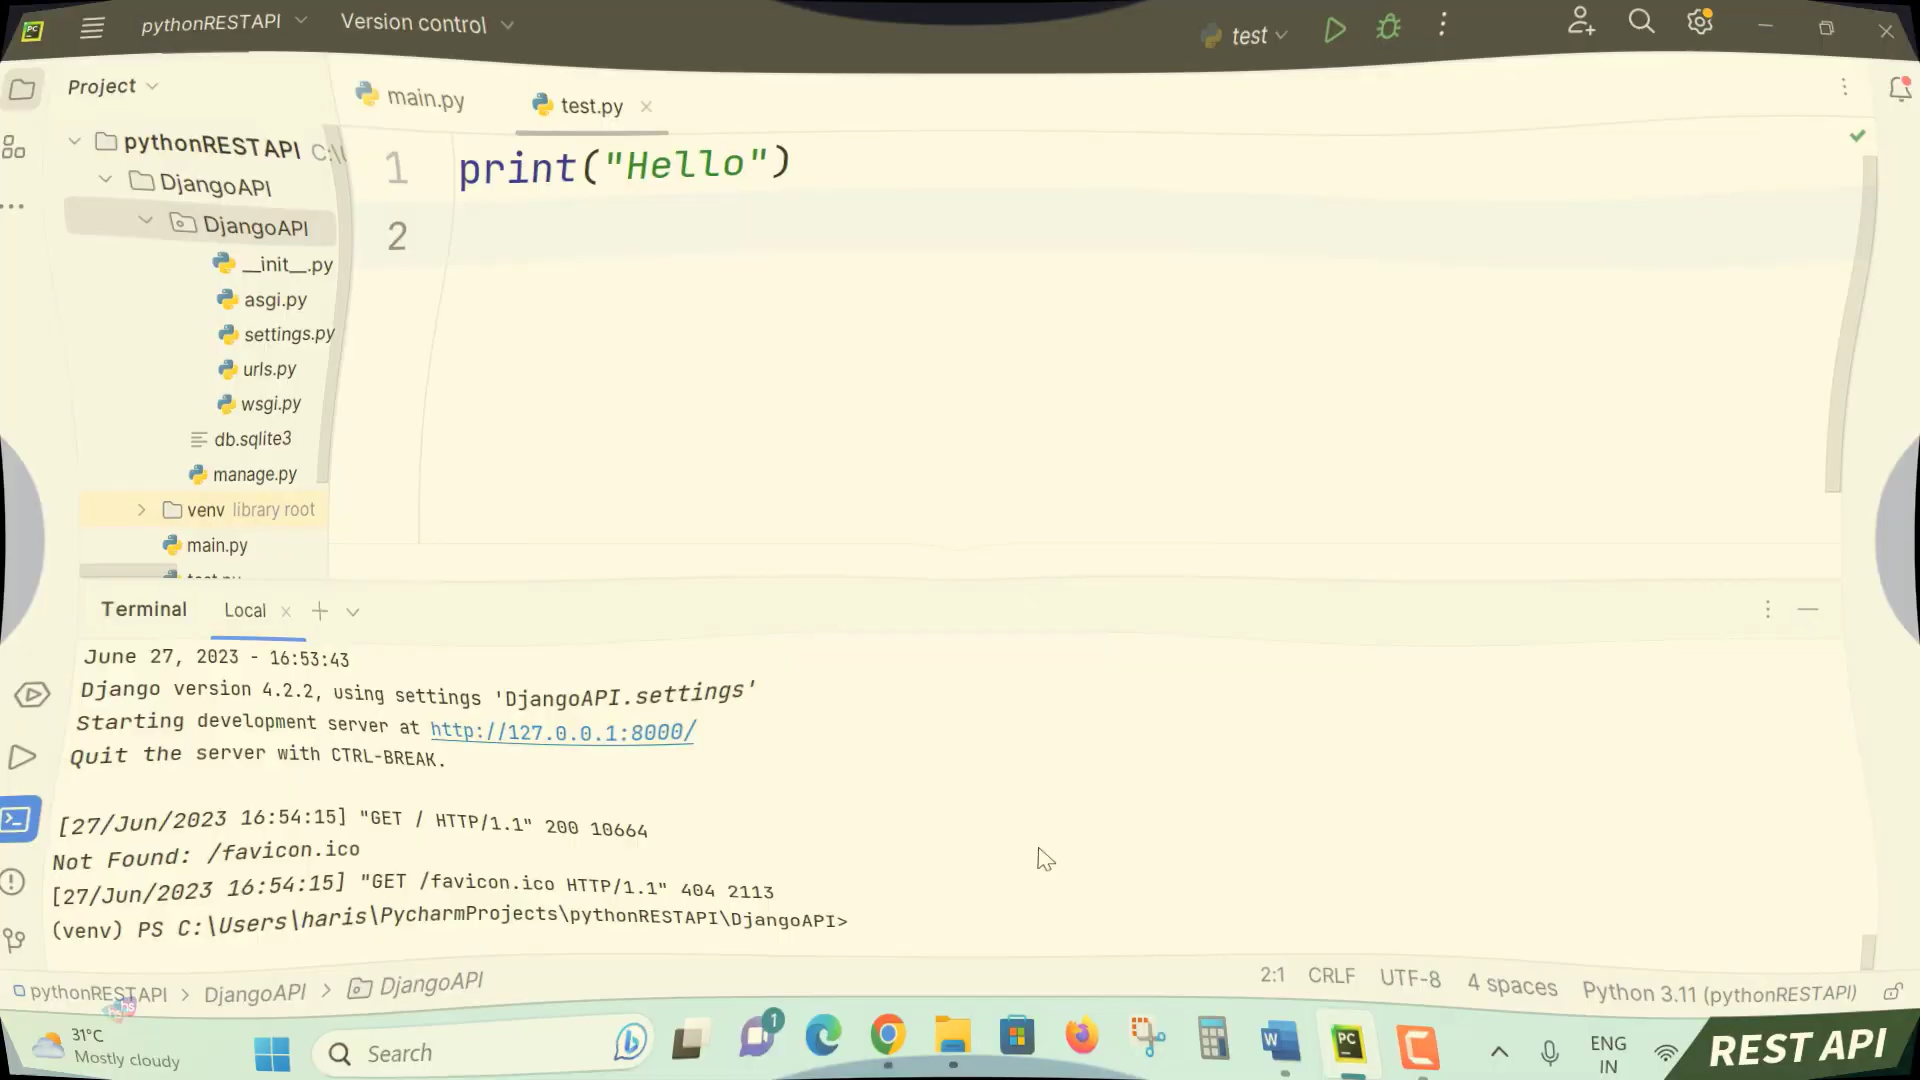 PC pythonRESTAPI Version control test
Project main.py test.py
pythonRESTAPI
DjangoAPI
DjangoAPI
__init__.py
asgi.py
settings.py
urls.py
wsgi.py
db.sqlite3
manage.py
venv library root
main.py
1 print("Hello")
2
Terminal Local
June 27, 2023 - 16:53:43
Django version 4.2.2, using settings 'DjangoAPI.settings'
Starting development server at http://127.0.0.1:8000/
Quit the server with CTRL-BREAK.
[27/Jun/2023 16:54:15] "GET / HTTP/1.1" 200 10664
Not Found: /favicon.ico
[27/Jun/2023 16:54:15] "GET /favicon.ico HTTP/1.1" 404 2113
(venv) PS C:\Users\haris\PycharmProjects\pythonRESTAPI\DjangoAPI>
pythonRESTAPI > DjangoAPI > DjangoAPI 2:1 CRLF UTF-8 4 spaces Python 3.11 (pythonRESTAPI)
31°C
Mostly cloudy
Search
1
W
PC
ENG
IN
REST API